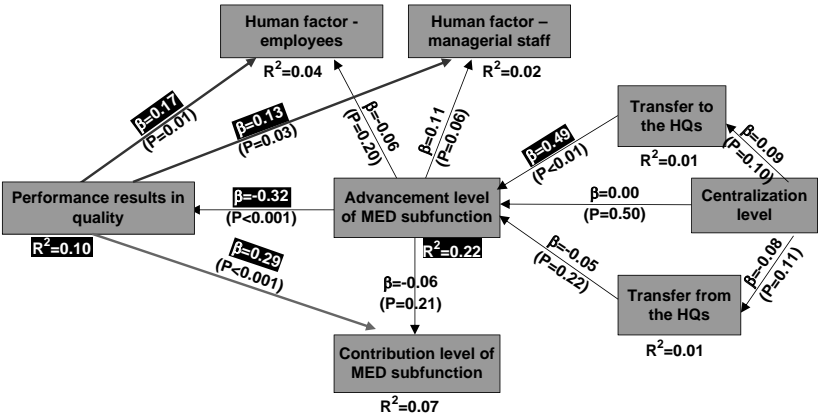 Human factor -
employees
R²=0.04
Human factor –
managerial staff
R²=0.02
β=0.17
(P=0.01)
β=0.13
(P=0.03)
β=-0.06
(P=0.20)
β=0.11
(P=0.06)
β=0.49
(P<0.01)
Transfer to
the HQs
R²=0.01
β=0.09
(P=0.10)
Performance results in
quality
R²=0.10
β=-0.32
(P<0.001)
Advancement level
of MED subfunction
R²=0.22
β=0.00
(P=0.50)
Centralization
level
β=0.29
(P<0.001)
β=-0.06
(P=0.21)
β=-0.05
(P=0.22)
β=-0.08
(P=0.11)
Transfer from
the HQs
R²=0.01
Contribution level of
MED subfunction
R²=0.07